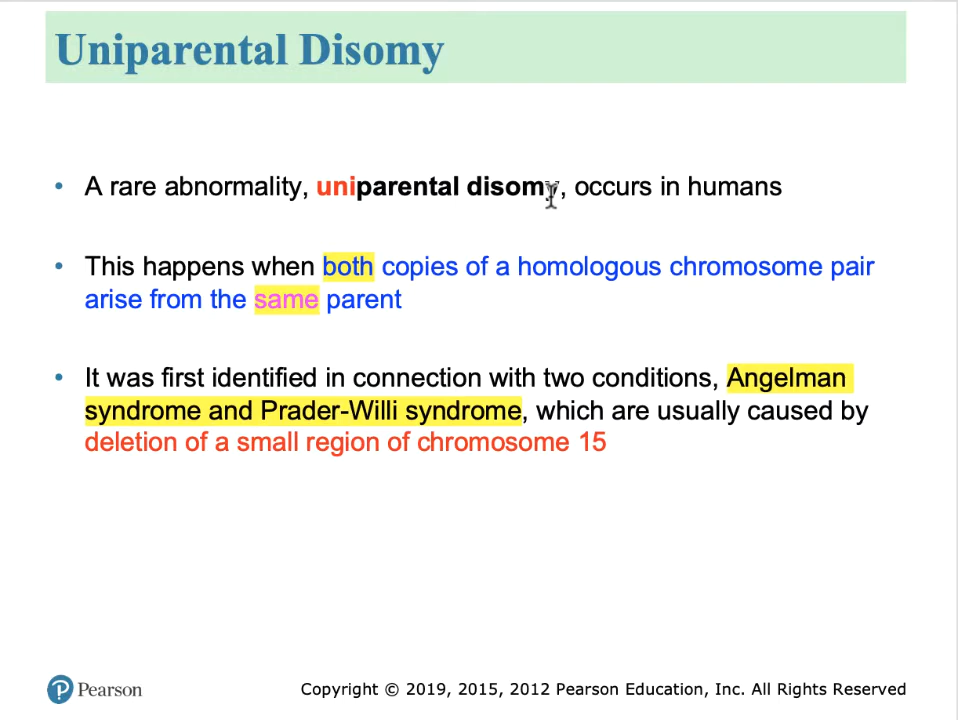 Uniparental Disomy
• A rare abnormality, uniparental disomy, occurs in humans
• This happens when both copies of a homologous chromosome pair
arise from the same parent
• It was first identified in connection with two conditions, Angelman
syndrome and Prader-Willi syndrome, which are usually caused by
deletion of a small region of chromosome 15
Pearson
Copyright © 2019, 2015, 2012 Pearson Education, Inc. All Rights Reserved